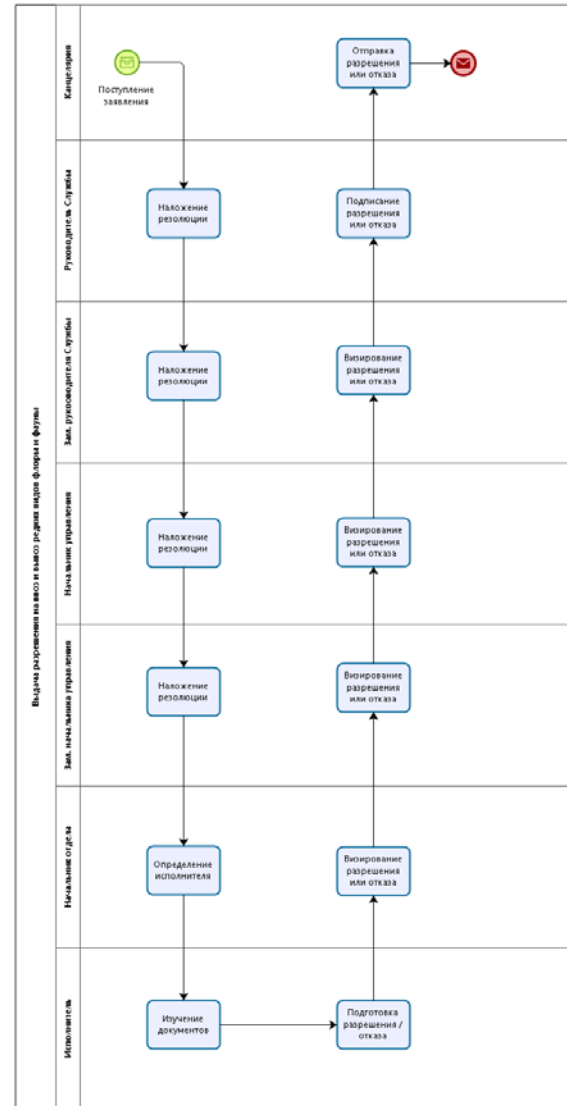 Выдача разрешения на ввоз и вывоз редких видов флоры и фауны
Канцелярия
Поступление
заявления
Отправка
разрешения
или отказа
Руководитель Службы
Наложение
резолюции
Подписание
разрешения
или отказа
Зам. руководителя Службы
Наложение
резолюции
Визирование
разрешения
или отказа
Начальник управления
Наложение
резолюции
Визирование
разрешения
или отказа
Зам. начальника управления
Наложение
резолюции
Визирование
разрешения
или отказа
Начальник отдела
Определение
исполнителя
Визирование
разрешения
или отказа
Исполнитель
Изучение
документов
Подготовка
разрешения /
отказа